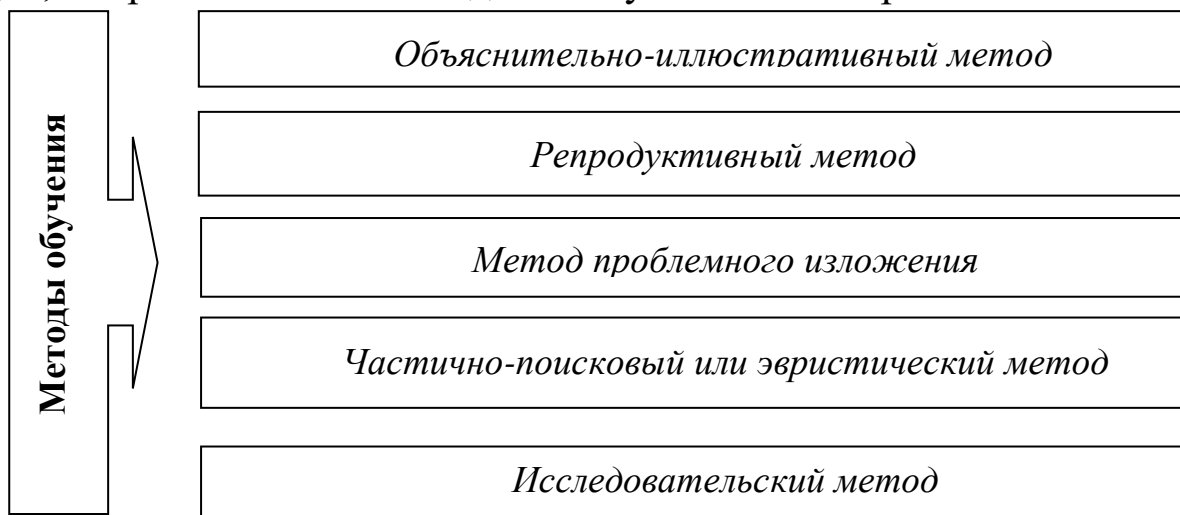 Методы обучения
Объяснительно-иллюстративный метод
Репродуктивный метод
Метод проблемного изложения
Частично-поисковый или эвристический метод
Исследовательский метод